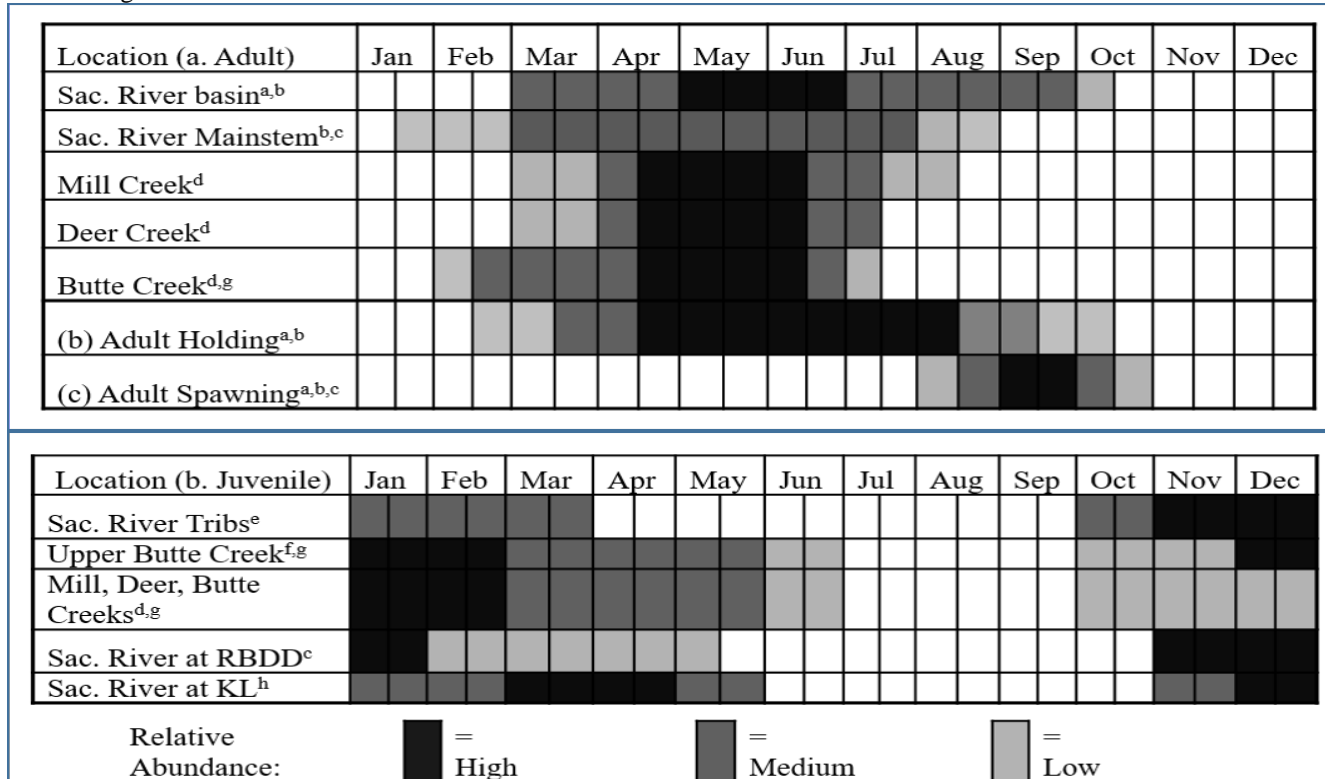 Location (a. Adult) Jan Feb Mar Apr May Jun Jul Aug Sep Oct Nov Dec
Sac. River basinᵃ,ᵇ
Sac. River Mainstemᵇ,ᶜ
Mill Creekᵈ
Deer Creekᵈ
Butte Creekᵈ,ᵍ
(b) Adult Holdingᵃ,ᵇ
(c) Adult Spawningᵃ,ᵇ,ᶜ
Location (b. Juvenile) Jan Feb Mar Apr May Jun Jul Aug Sep Oct Nov Dec
Sac. River Tribsᵉ
Upper Butte Creekᶠ,ᵍ
Mill, Deer, Butte
Creeksᵈ,ᵍ
Sac. River at RBDDᶜ
Sac. River at KLʰ
Relative = = =
Abundance: High Medium Low